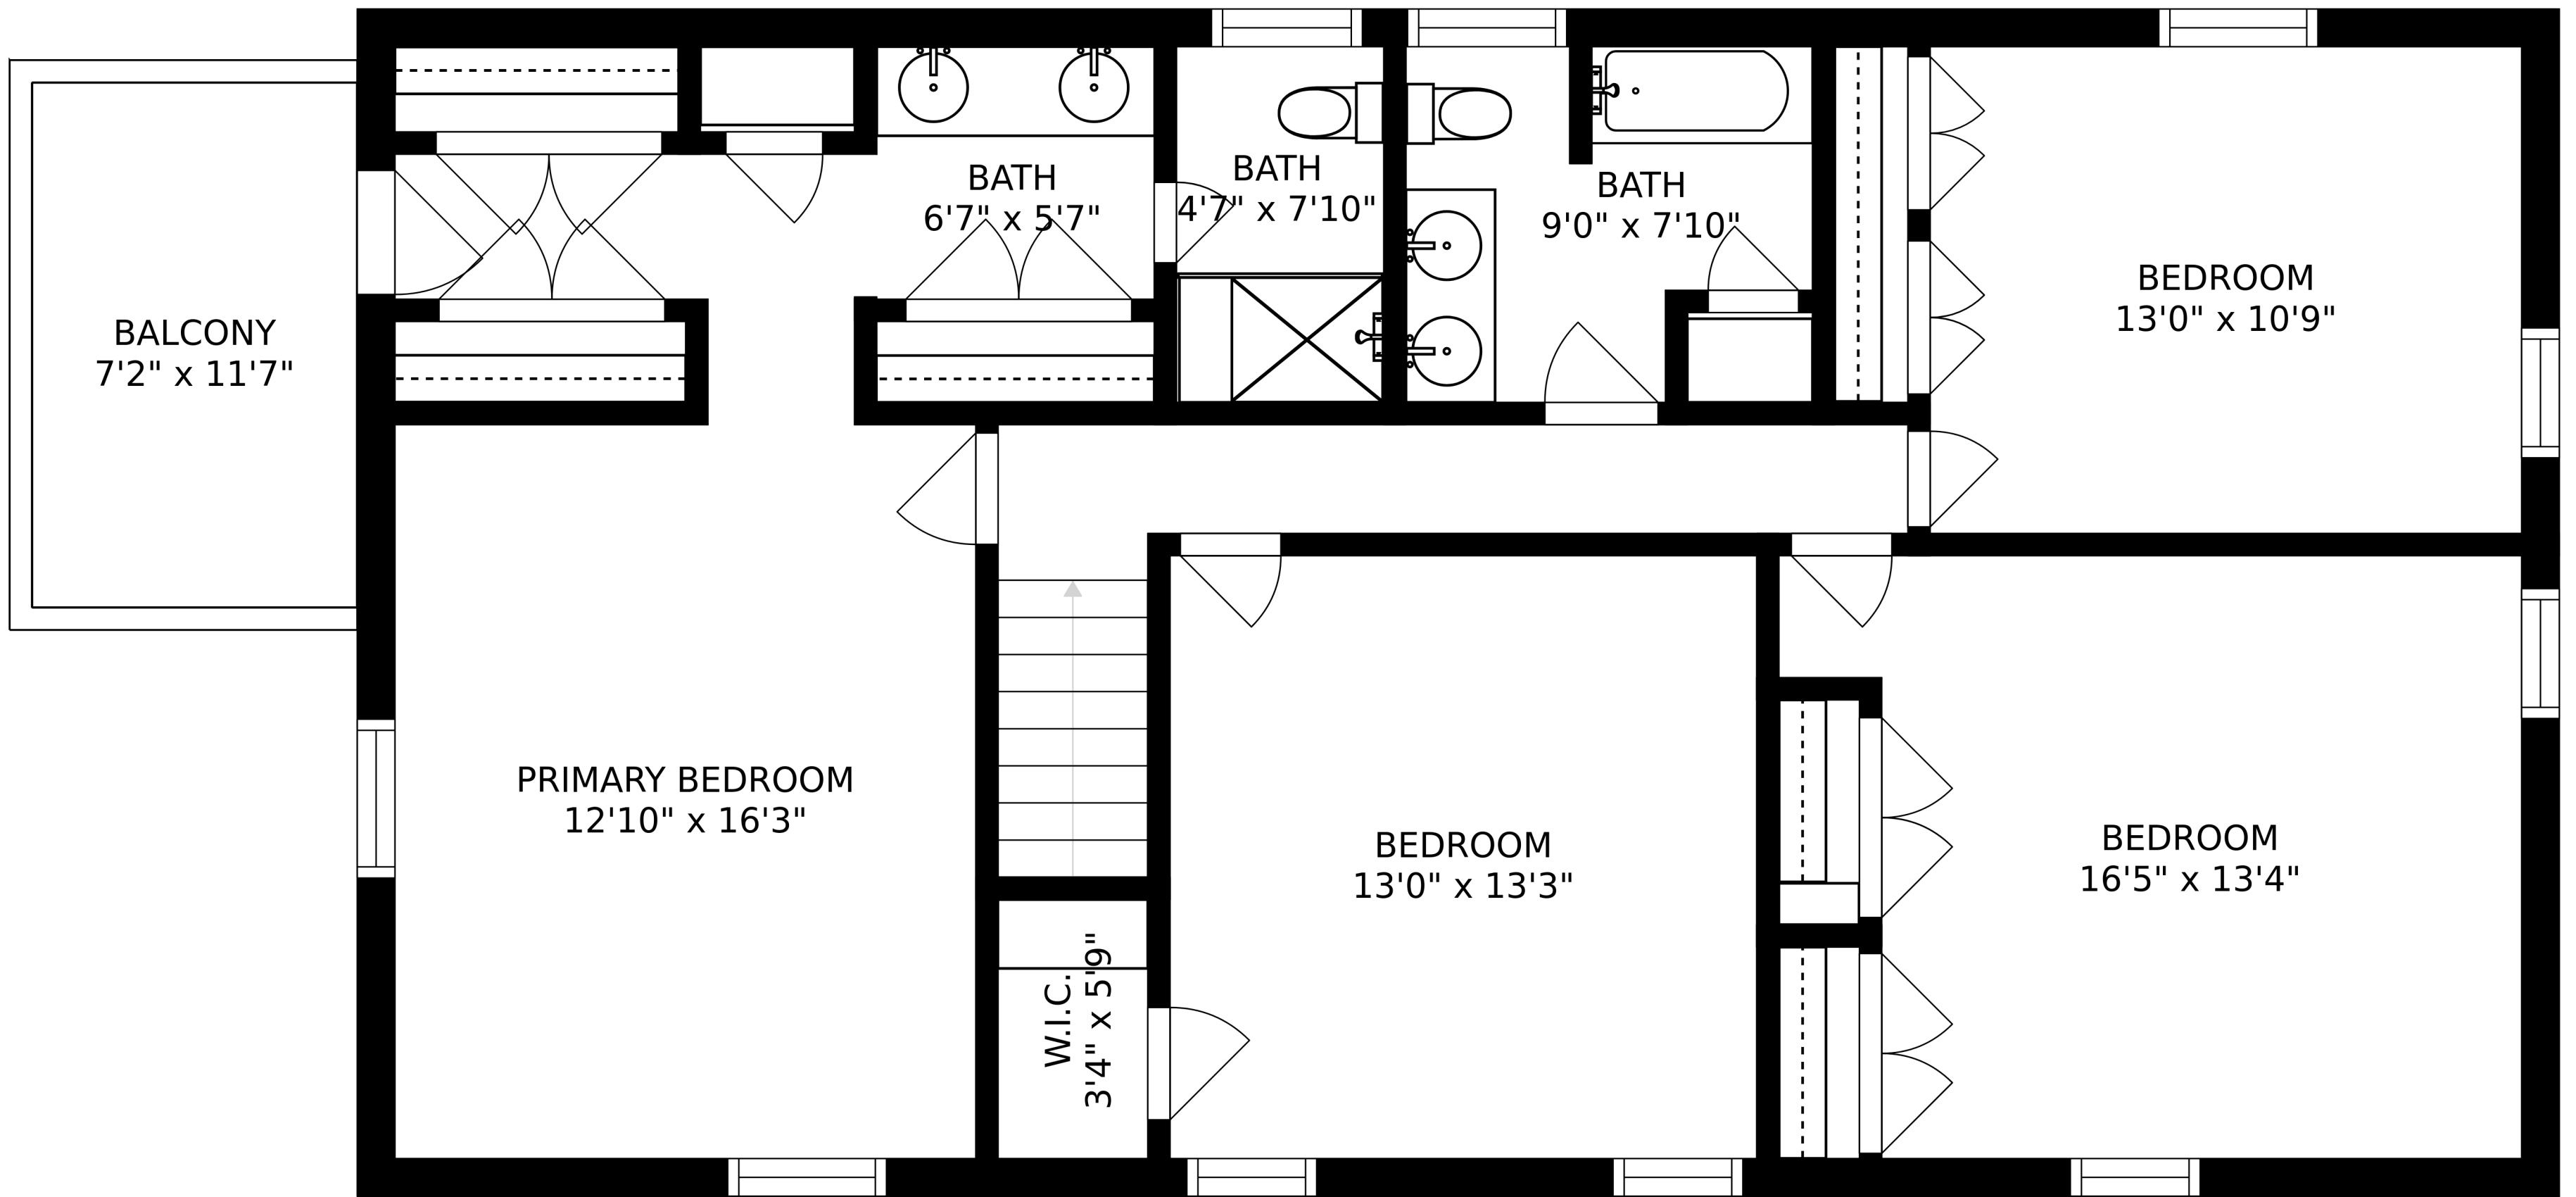 BATH
6'7" x 5'7"
BATH
4'7" x 7'10"
BATH
9'0" x 7'10"
BEDROOM
13'0" x 10'9"
BALCONY
7'2" x 11'7"
PRIMARY BEDROOM
12'10" x 16'3"
W.I.C.
3'4" x 5'9"
BEDROOM
13'0" x 13'3"
BEDROOM
16'5" x 13'4"